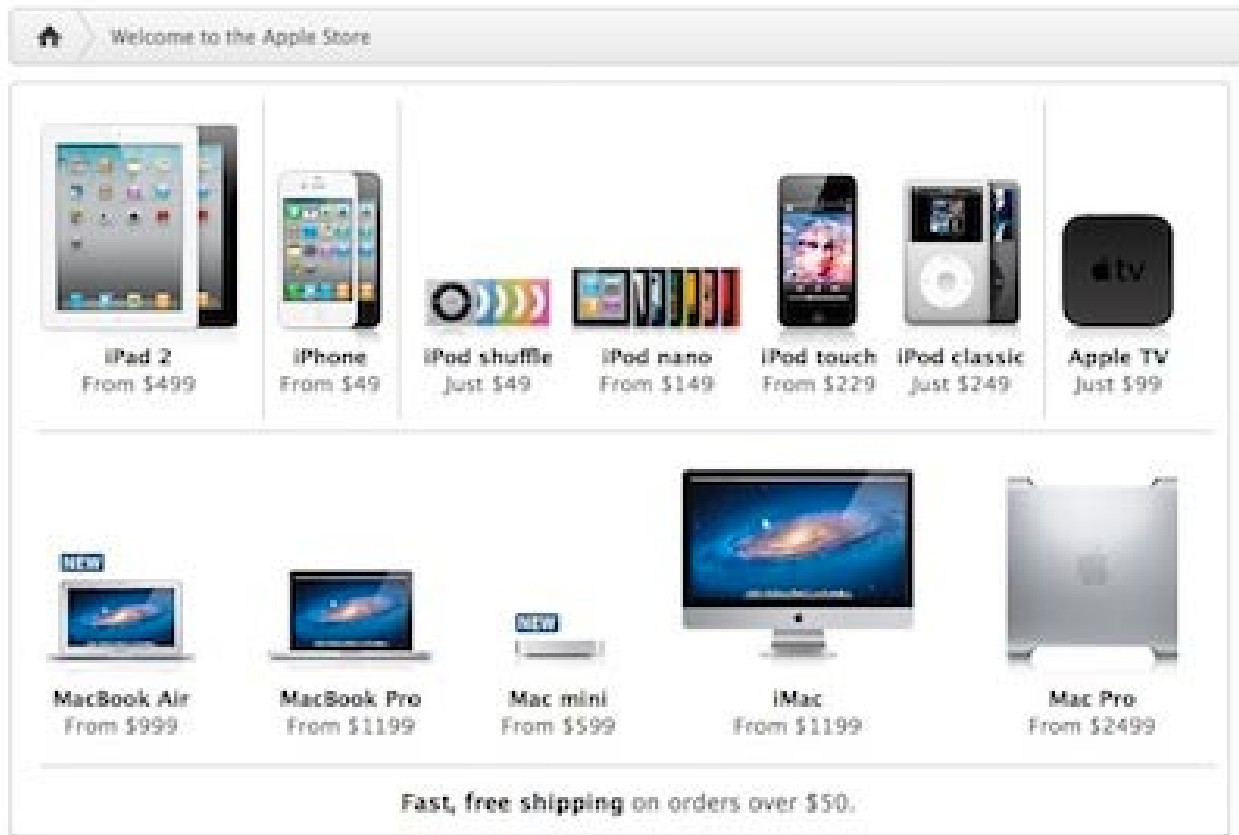 Welcome to the Apple Store
iPad 2
From $499
iPhone
From $49
iPod shuffle
Just $49
iPod nano
From $149
iPod touch
From $229
iPod classic
Just $249
tv
Apple TV
Just $99
NEW
MacBook Air
From $999
MacBook Pro
From $1199
NEW
Mac mini
From $599
iMac
From $1199
Mac Pro
From $2499
Fast, free shipping on orders over $50.